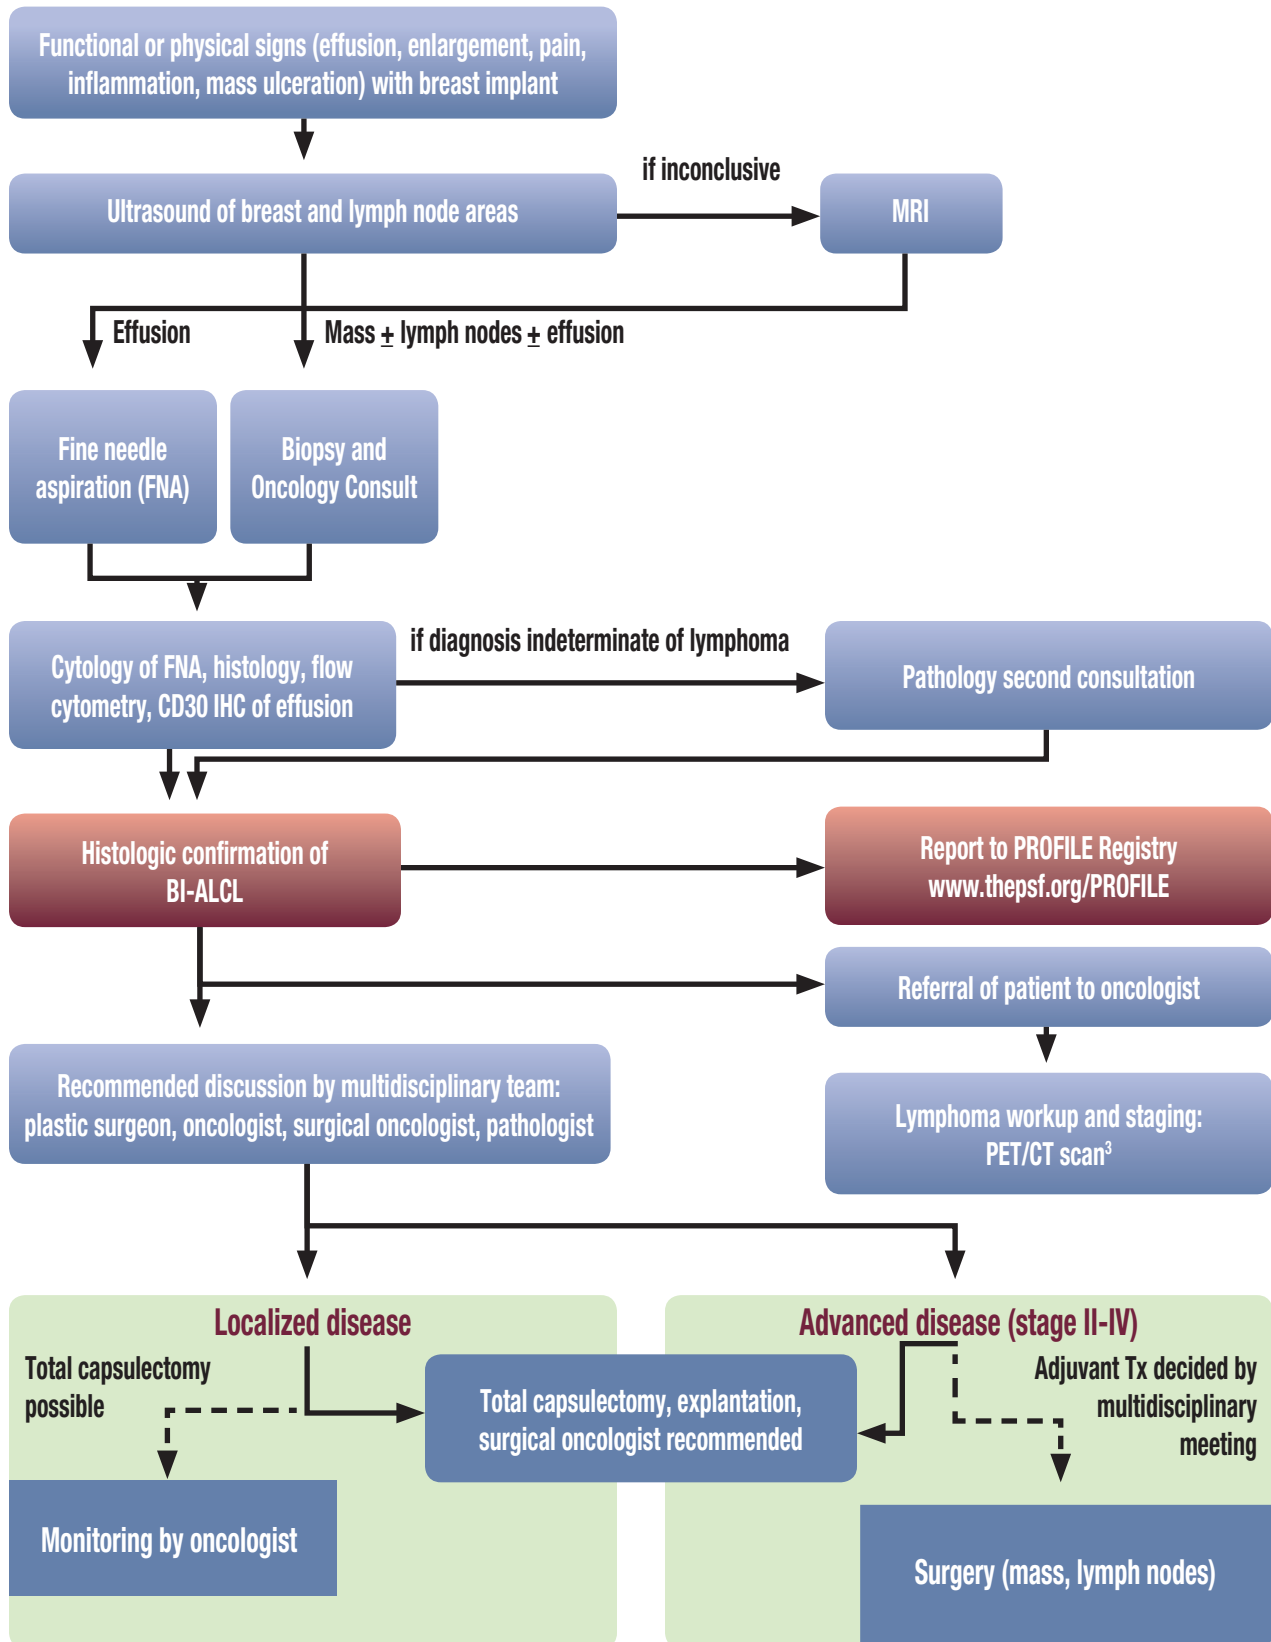 Functional or physical signs (effusion, enlargement, pain,
inflammation, mass ulceration) with breast implant
if inconclusive
Ultrasound of breast and lymph node areas
MRI
Effusion
Mass ± lymph nodes ± effusion
Fine needle
aspiration (FNA)
Biopsy and
Oncology Consult
if diagnosis indeterminate of lymphoma
Cytology of FNA, histology, flow
cytometry, CD30 IHC of effusion
Pathology second consultation
Histologic confirmation of
BI-ALCL
Report to PROFILE Registry
www.thepsf.org/PROFILE
Referral of patient to oncologist
Recommended discussion by multidisciplinary team:
plastic surgeon, oncologist, surgical oncologist, pathologist
Lymphoma workup and staging:
PET/CT scan³
Localized disease
Advanced disease (stage II-IV)
Total capsulectomy
possible
Total capsulectomy, explantation,
surgical oncologist recommended
Adjuvant Tx decided by
multidisciplinary
meeting
Monitoring by oncologist
Surgery (mass, lymph nodes)